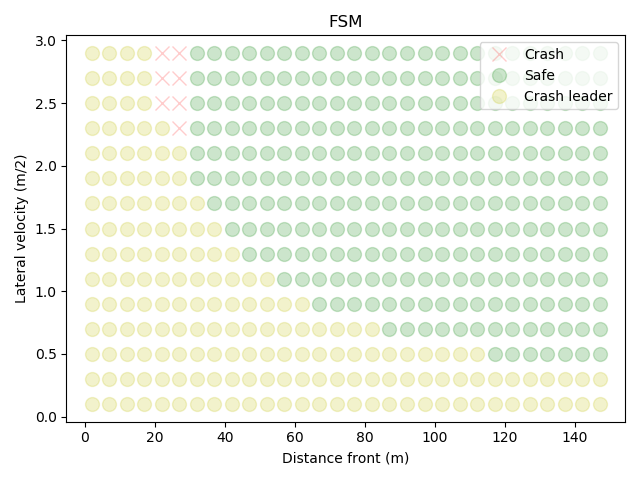 FSM
Crash
Safe
Crash leader
3.0
2.5
2.0
1.5
1.0
0.5
0.0
Lateral velocity (m/2)
0 20 40 60 80 100 120 140
Distance front (m)